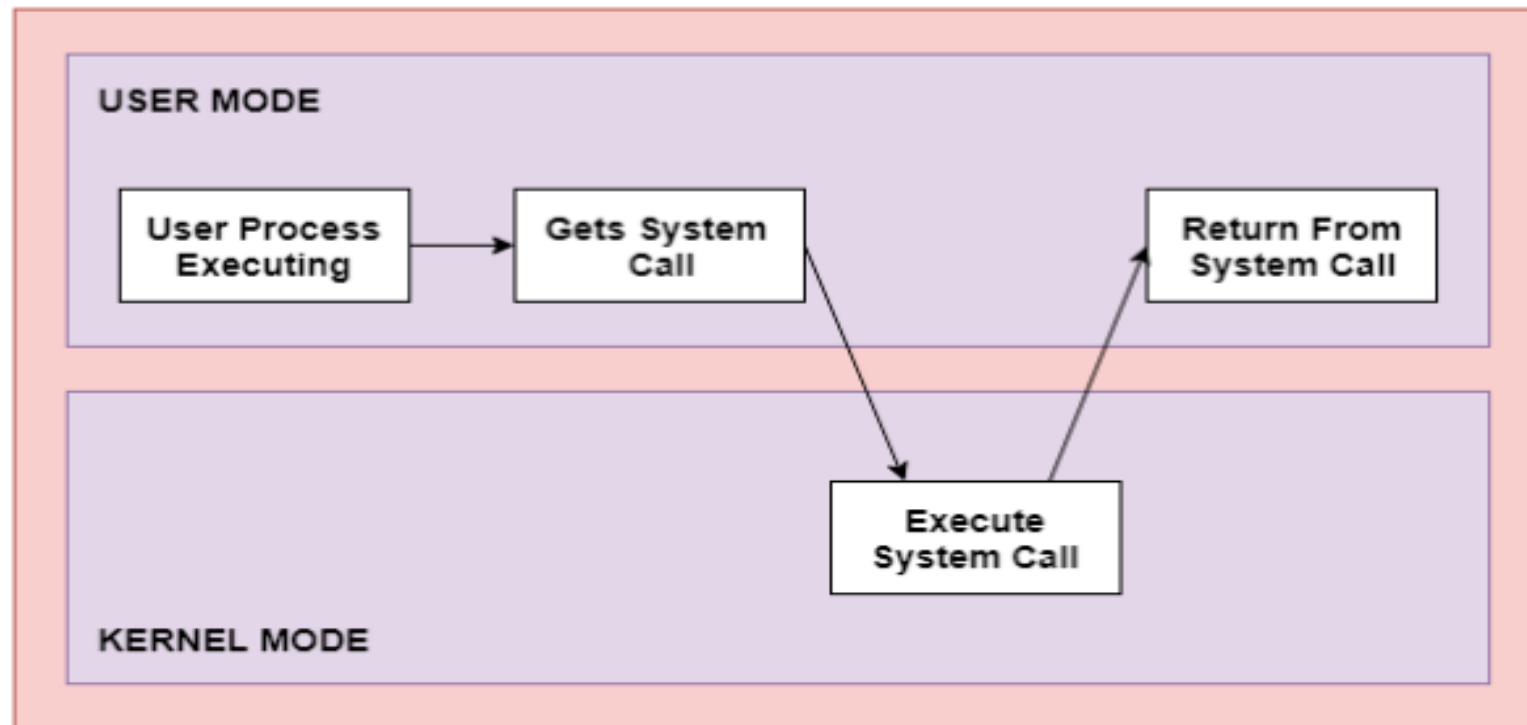 USER MODE
User Process
Executing
Gets System
Call
Return From
System Call
Execute
System Call
KERNEL MODE